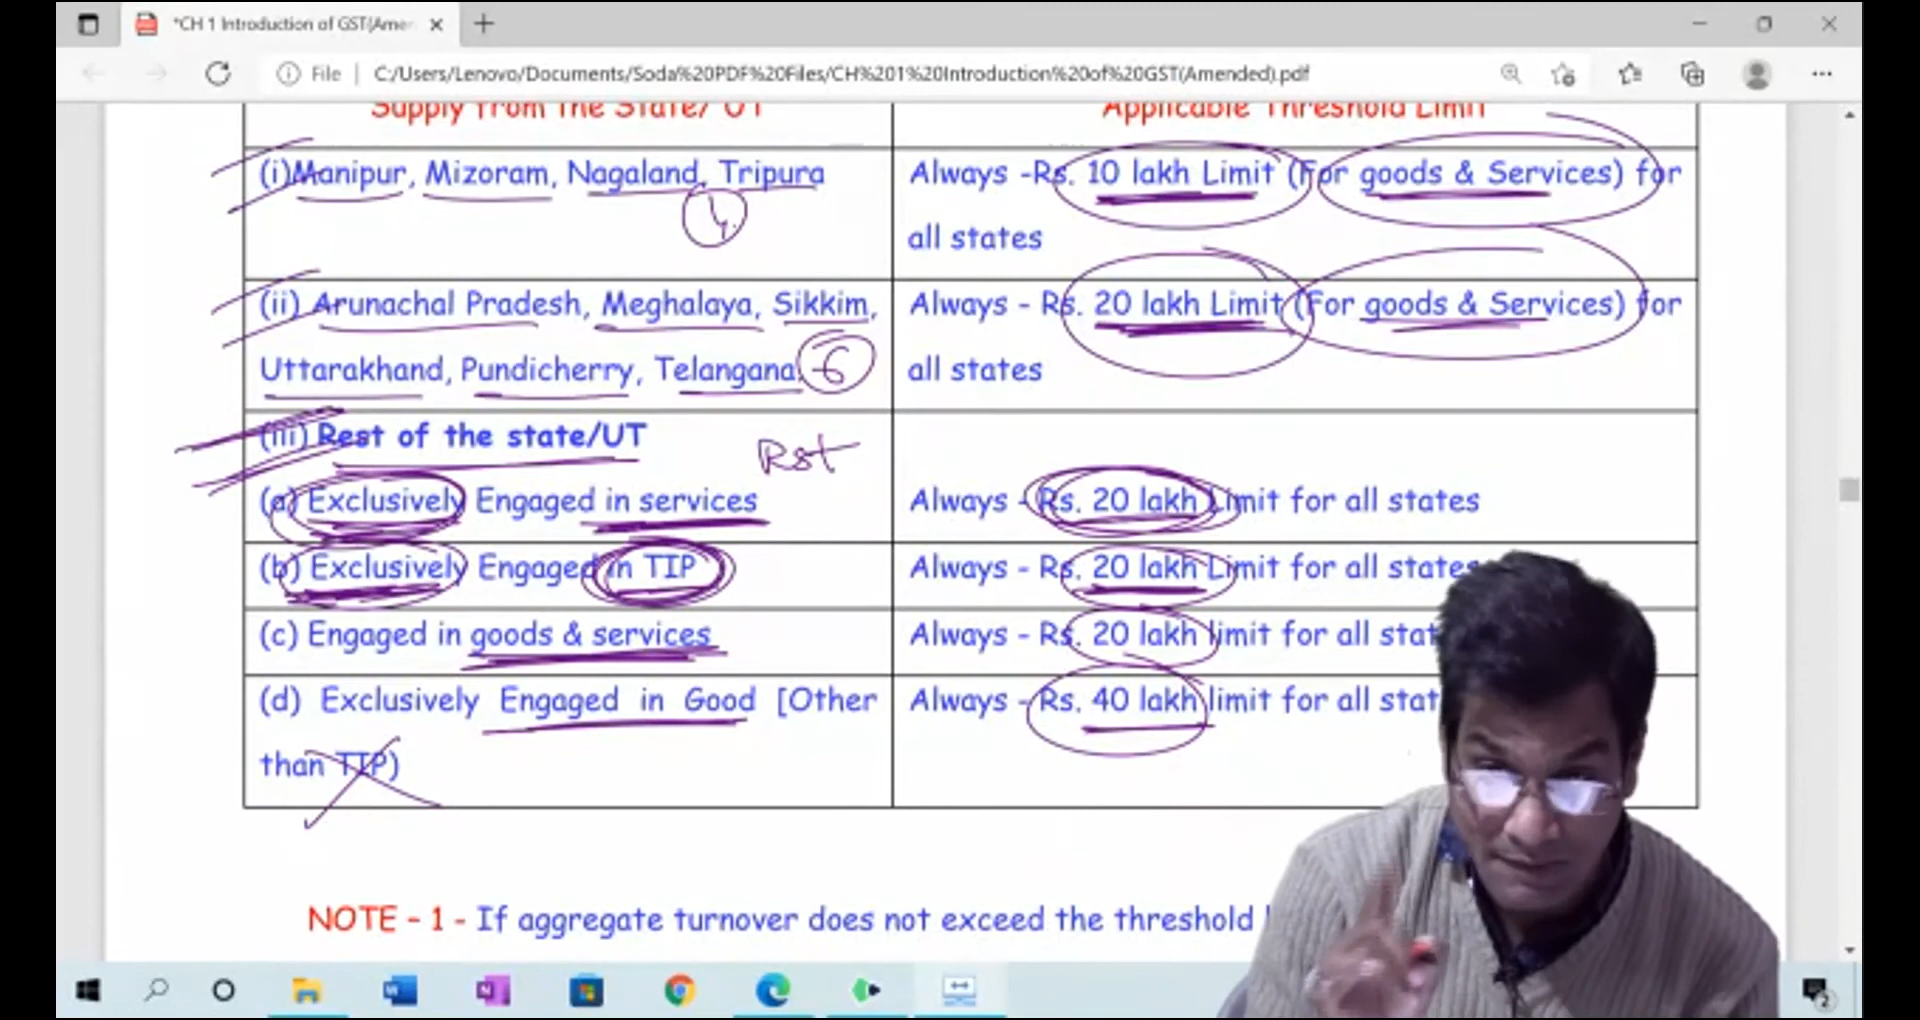 *CH 1 Introduction of GST(Ame
File | C:/Users/Lenovo/Documents/Soda%20PDF%20Files/CH%201%20Introduction%20of%20GST(Amended).pdf
Supply from the State/ UT
Applicable Threshold Limit
(i)Manipur, Mizoram, Nagaland, Tripura
4.
Always -Rs. 10 lakh Limit (For goods & Services) for
all states
(ii) Arunachal Pradesh, Meghalaya, Sikkim,
Uttarakhand, Pundicherry, Telangana. 6
Always - Rs. 20 lakh Limit (For goods & Services) for
all states
(iii) Rest of the state/UT
Rst
(a) Exclusively Engaged in services
Always - Rs. 20 lakh Limit for all states
(b) Exclusively Engaged in TIP
Always - Rs. 20 lakh Limit for all states
(c) Engaged in goods & services
Always - Rs. 20 lakh limit for all stat
(d) Exclusively Engaged in Good [Other
than TIP)
Always - Rs. 40 lakh limit for all stat
NOTE - 1 - If aggregate turnover does not exceed the threshold
2